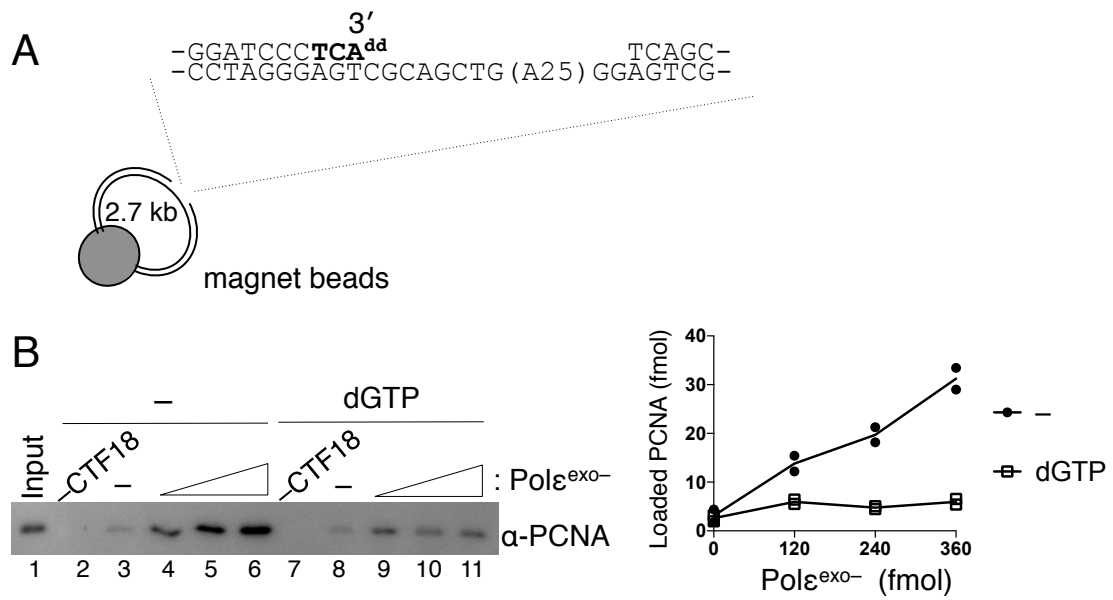 A
3′
–GGATCCCTCAdd TCAGC–
–CCTAGGGAGTCGCAGCTG(A25)GGAGTCG–
2.7 kb
magnet beads
B
– dGTP
Input –CTF18 – –CTF18 – : Polεexo–
α-PCNA
1 2 3 4 5 6 7 8 9 10 11
Loaded PCNA (fmol)
40
30
20
10
0
0 120 240 360
Polεexo– (fmol)
–
dGTP